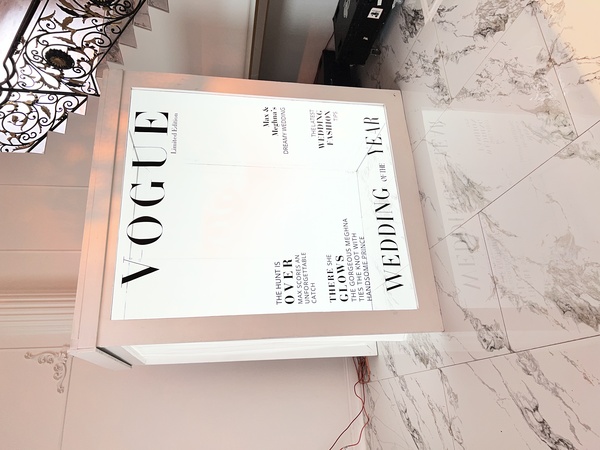 VOGUE
Limited Edition
Max &
Meghna's
DREAMY WEDDING
THE LATEST
WEDDING
FASHION
TIPS
THE HUNT IS
OVER
MAX SCORES AN
UNFORGETTABLE
CATCH
THERE SHE
GLOWS
THE GORGEOUS MEGHNA
TIES THE KNOT WITH
HANDSOME PRINCE
WEDDING OF THE YEAR